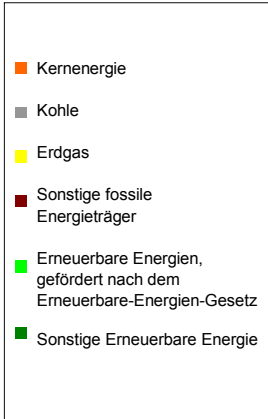 Kernenergie
Kohle
Erdgas
Sonstige fossile
Energieträger
Erneuerbare Energien,
gefördert nach dem
Erneuerbare-Energien-Gesetz
Sonstige Erneuerbare Energie